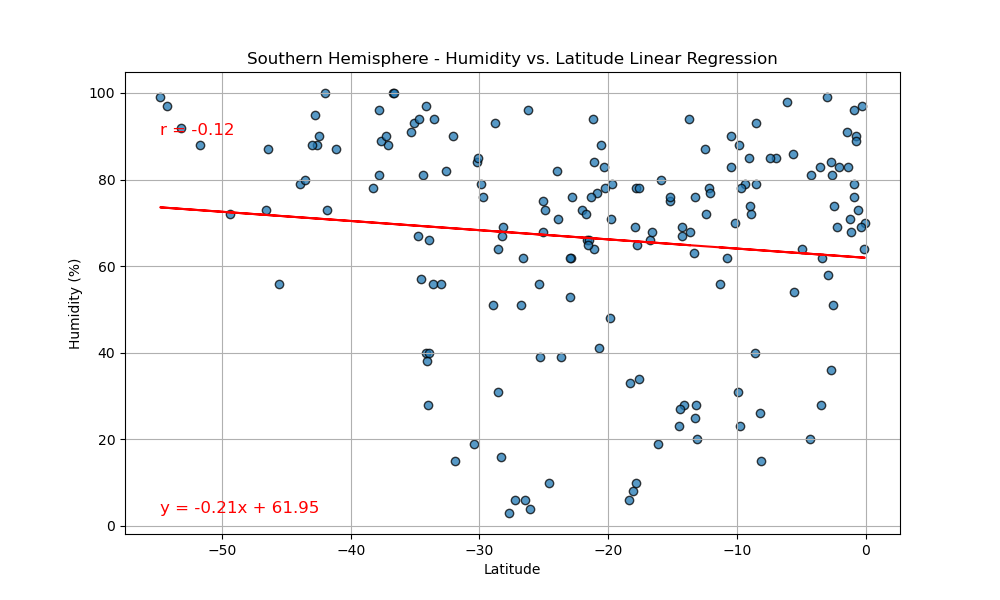 Southern Hemisphere - Humidity vs. Latitude Linear Regression
100
80
60
40
20
0
Humidity (%)
r = -0.12
y = -0.21x + 61.95
−50
−40
−30
−20
−10
0
Latitude